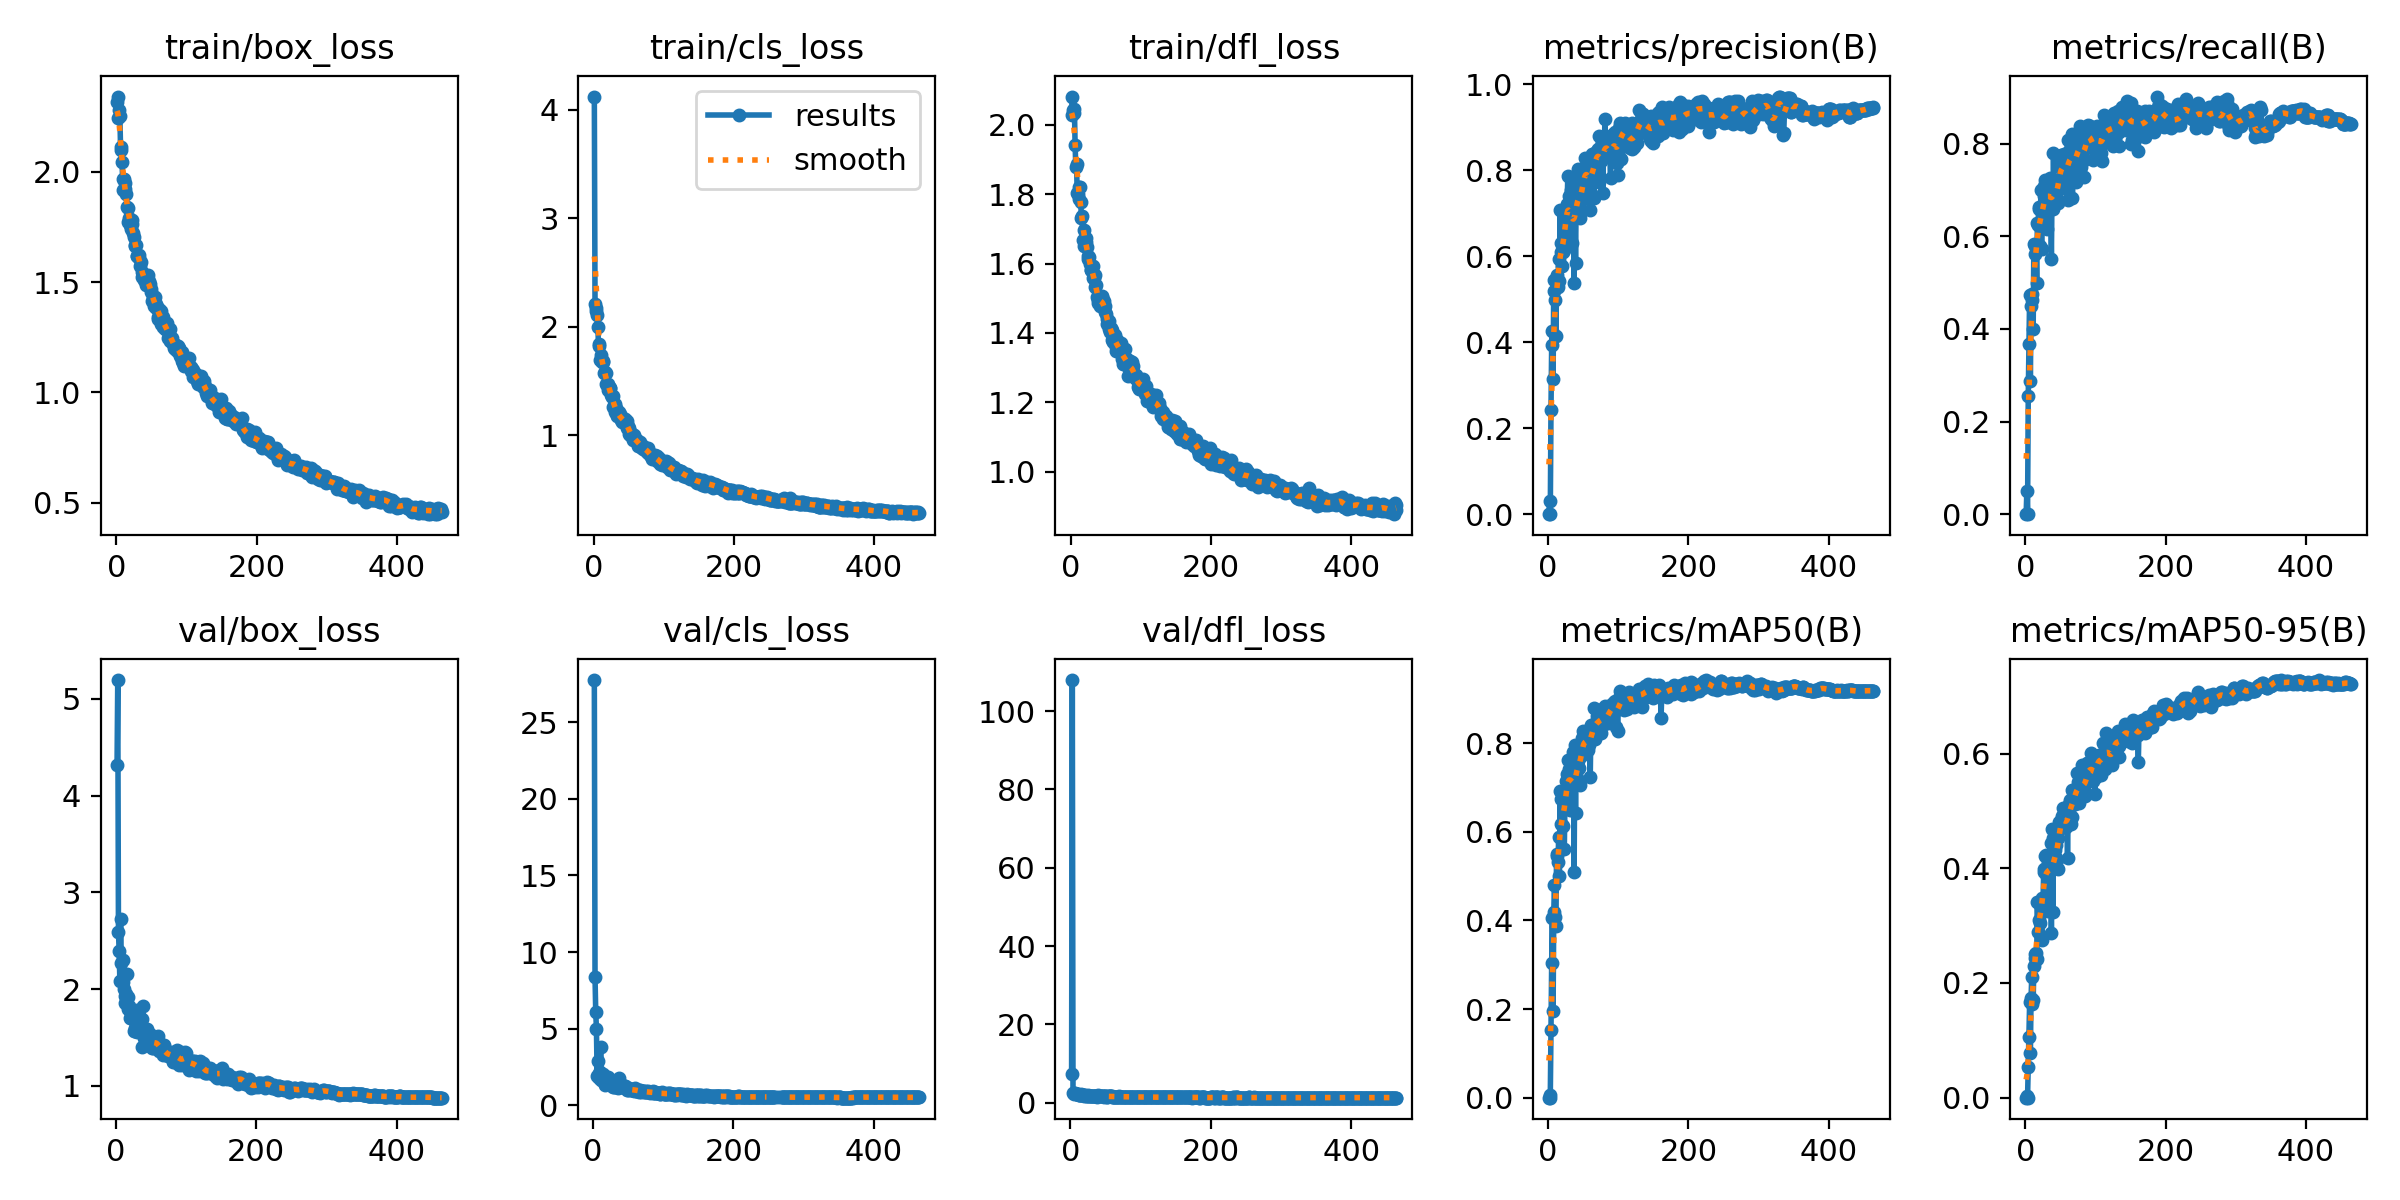 train/box_loss
train/cls_loss
train/dfl_loss
metrics/precision(B)
metrics/recall(B)
2.0
1.5
1.0
0.5
0 200 400
4
3
2
1
results
smooth
0 200 400
2.0
1.8
1.6
1.4
1.2
1.0
0 200 400
1.0
0.8
0.6
0.4
0.2
0.0
0 200 400
0.8
0.6
0.4
0.2
0.0
0 200 400
val/box_loss
val/cls_loss
val/dfl_loss
metrics/mAP50(B)
metrics/mAP50-95(B)
5
4
3
2
1
0 200 400
25
20
15
10
5
0
0 200 400
100
80
60
40
20
0
0 200 400
0.8
0.6
0.4
0.2
0.0
0 200 400
0.6
0.4
0.2
0.0
0 200 400